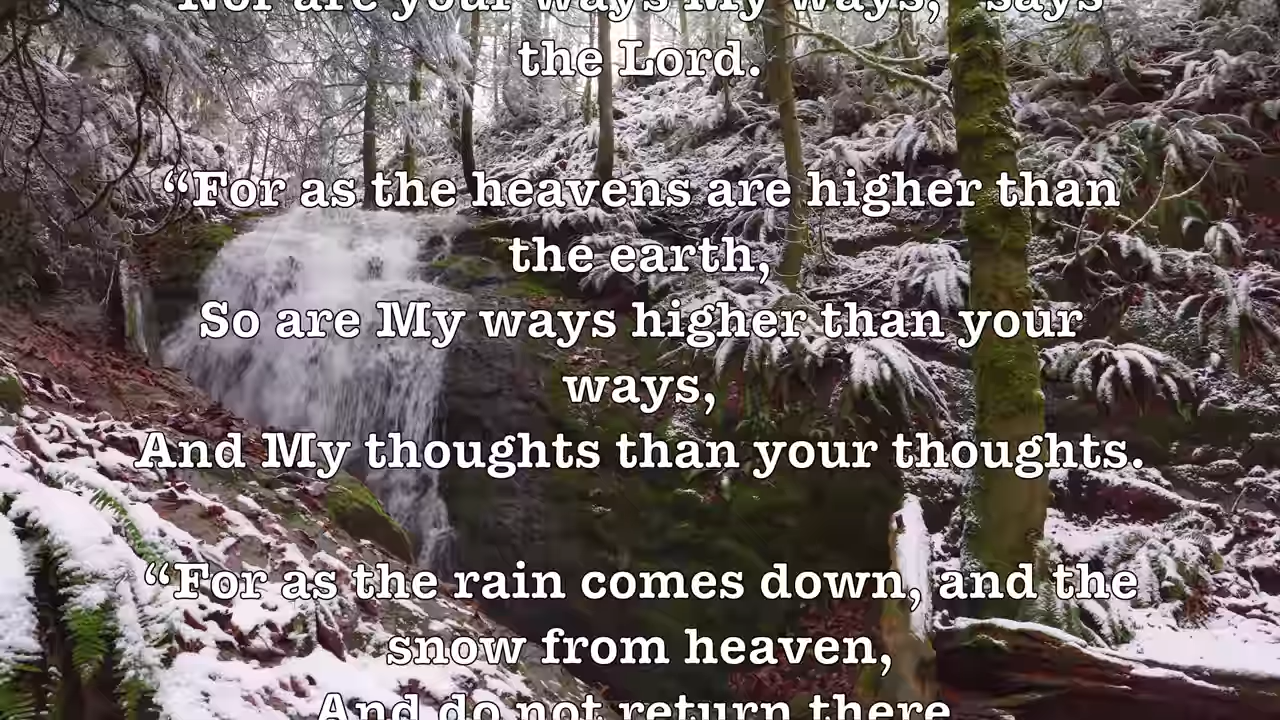 Nor are your ways My ways,” says
the Lord.
“For as the heavens are higher than
the earth,
So are My ways higher than your
ways,
And My thoughts than your thoughts.
“For as the rain comes down, and the
snow from heaven,
And do not return there